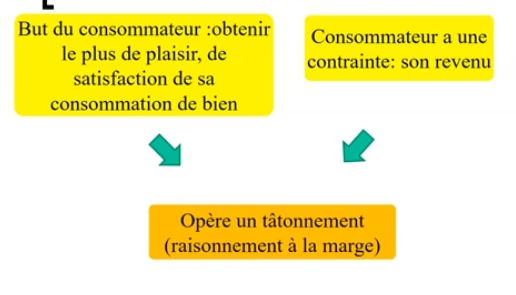 But du consommateur :obtenir
le plus de plaisir, de
satisfaction de sa
consommation de bien
Consommateur a une
contrainte: son revenu
Opère un tâtonnement
(raisonnement à la marge)